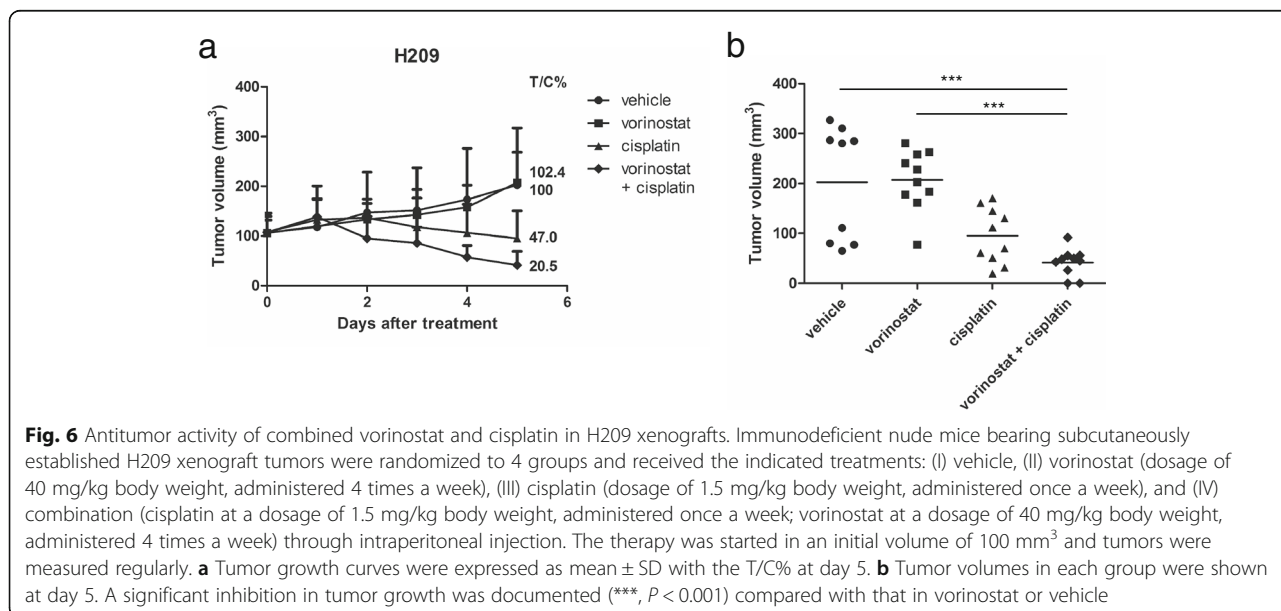 a
H209
T/C%
400
300
200
100
0
Tumor volume (mm³)
0
2
4
6
Days after treatment
102.4
100
47.0
20.5
vehicle
vorinostat
cisplatin
vorinostat
+ cisplatin
b
***
***
400
300
200
100
0
Tumor volume (mm³)
vehicle
vorinostat
cisplatin
vorinostat + cisplatin
Fig. 6 Antitumor activity of combined vorinostat and cisplatin in H209 xenografts. Immunodeficient nude mice bearing subcutaneously
established H209 xenograft tumors were randomized to 4 groups and received the indicated treatments: (I) vehicle, (II) vorinostat (dosage of
40 mg/kg body weight, administered 4 times a week), (III) cisplatin (dosage of 1.5 mg/kg body weight, administered once a week), and (IV)
combination (cisplatin at a dosage of 1.5 mg/kg body weight, administered once a week; vorinostat at a dosage of 40 mg/kg body weight,
administered 4 times a week) through intraperitoneal injection. The therapy was started in an initial volume of 100 mm³ and tumors were
measured regularly. a Tumor growth curves were expressed as mean ± SD with the T/C% at day 5. b Tumor volumes in each group were shown
at day 5. A significant inhibition in tumor growth was documented (***, P < 0.001) compared with that in vorinostat or vehicle